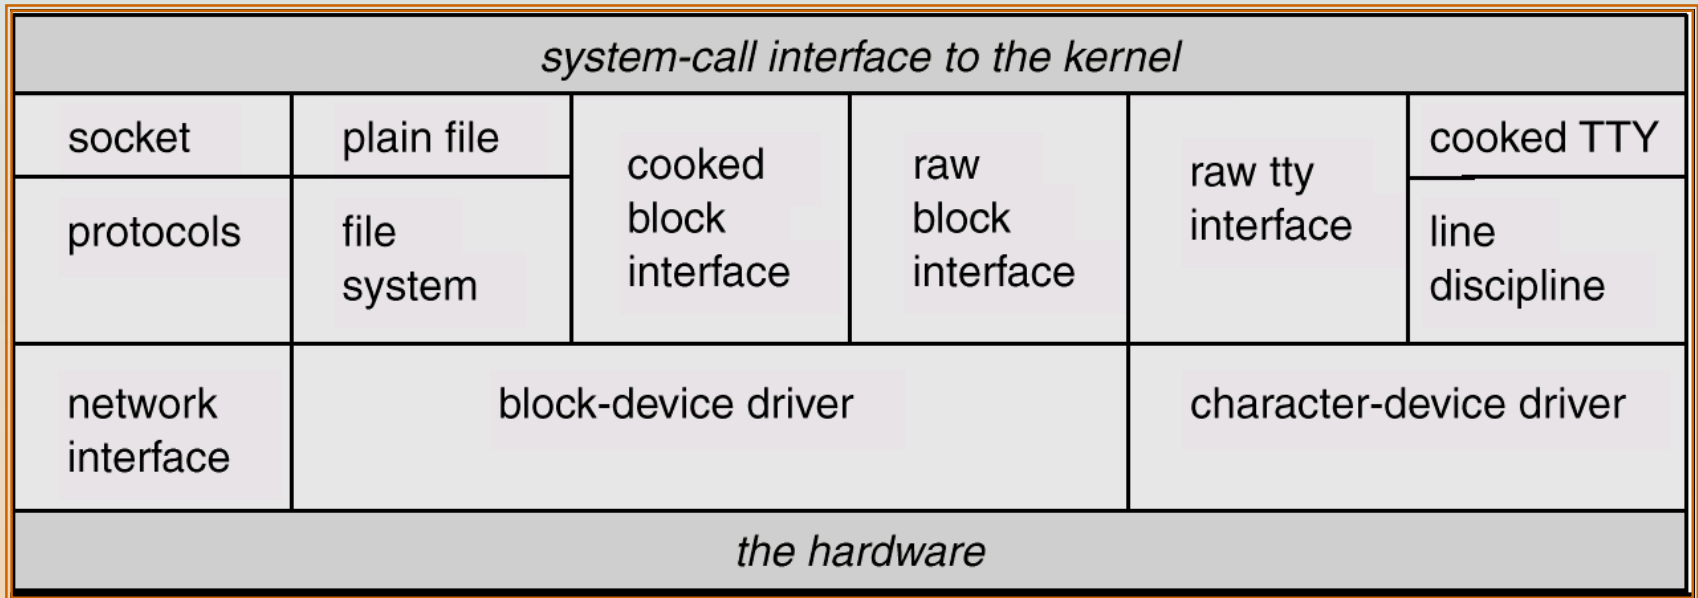 system-call interface to the kernel
socket
plain file
cooked
block
interface
raw
block
interface
raw tty
interface
cooked TTY
protocols
file
system
line
discipline
network
interface
block-device driver
character-device driver
the hardware